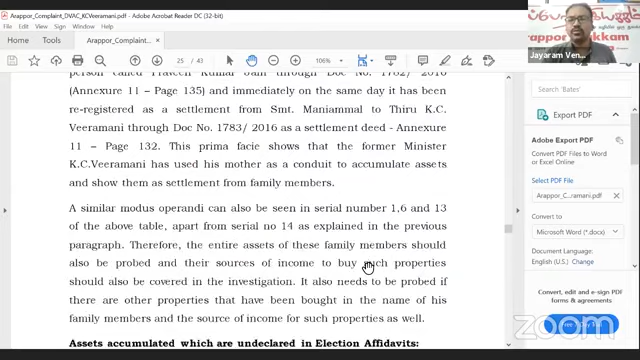 Arappor_Complaint_DVAC_KCVeeramani.pdf - Adobe Acrobat Reader DC (32-bit)
File Edit View Sign Window Help
Home Tools Arappor_Complaint... ×
Jayaram Ven...
25 / 43
106%
(Annexure 11 – Page 135) and immediately on the same day it has been
re-registered as a settlement from Smt. Maniammal to Thiru K.C.
Veeramani through Doc No. 1783/ 2016 as a settlement deed - Annexure
11 – Page 132. This prima facie shows that the former Minister
K.C.Veeramani has used his mother as a conduit to accumulate assets
and show them as settlement from family members.
A similar modus operandi can also be seen in serial number 1,6 and 13
of the above table, apart from serial no 14 as explained in the previous
paragraph. Therefore, the entire assets of these family members should
also be probed and their sources of income to buy such properties
should also be covered in the investigation. It also needs to be probed if
there are other properties that have been bought in the name of his
family members and the source of income for such properties as well.
Assets accumulated which are undeclared in Election Affidavits:
Search 'Bates'
Export PDF
Adobe Export PDF
Convert PDF Files to Word
or Excel Online
Select PDF File
Arappor_C...ramani.pdf ×
Convert to
Microsoft Word (*.docx)
Document Language:
English (U.S.) Change
Convert, edit and e-sign PDF
forms & agreements
Free 7-Day Trial
zoom